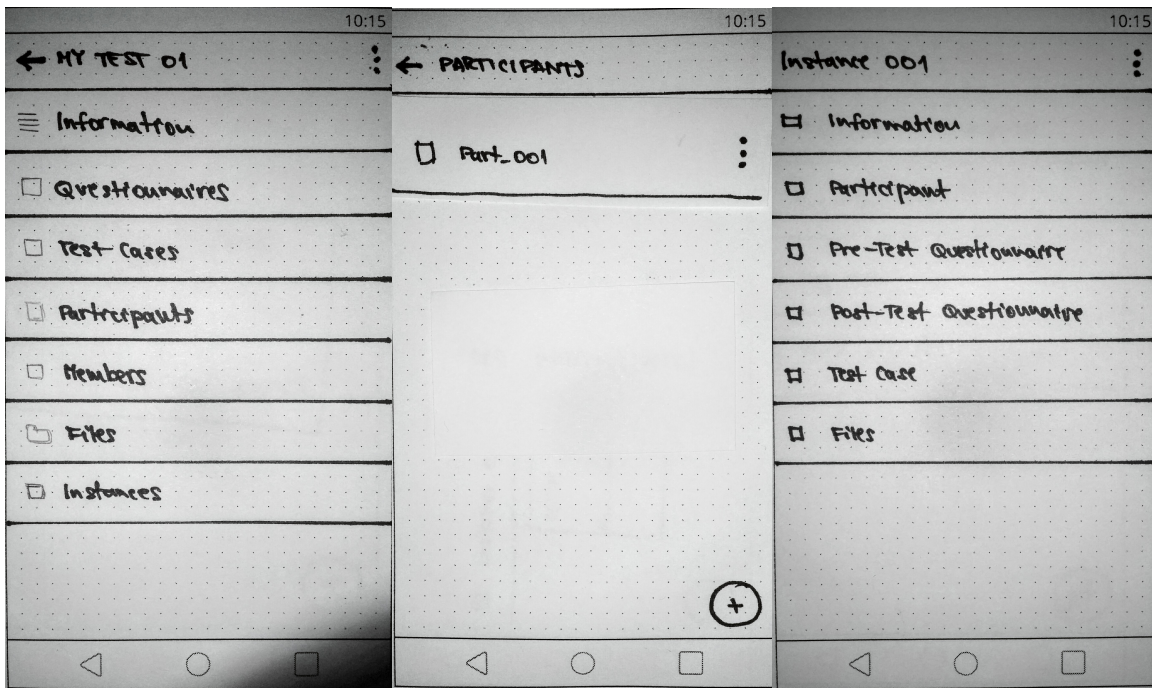 10:15
MY TEST 01
Information
Questionnaires
Test Cases
Participants
Members
Files
Instances
10:15
PARTICIPANTS
Part_001
+
10:15
Instance 001
Information
Participant
Pre-Test Questionnaire
Post-Test Questionnaire
Test Case
Files